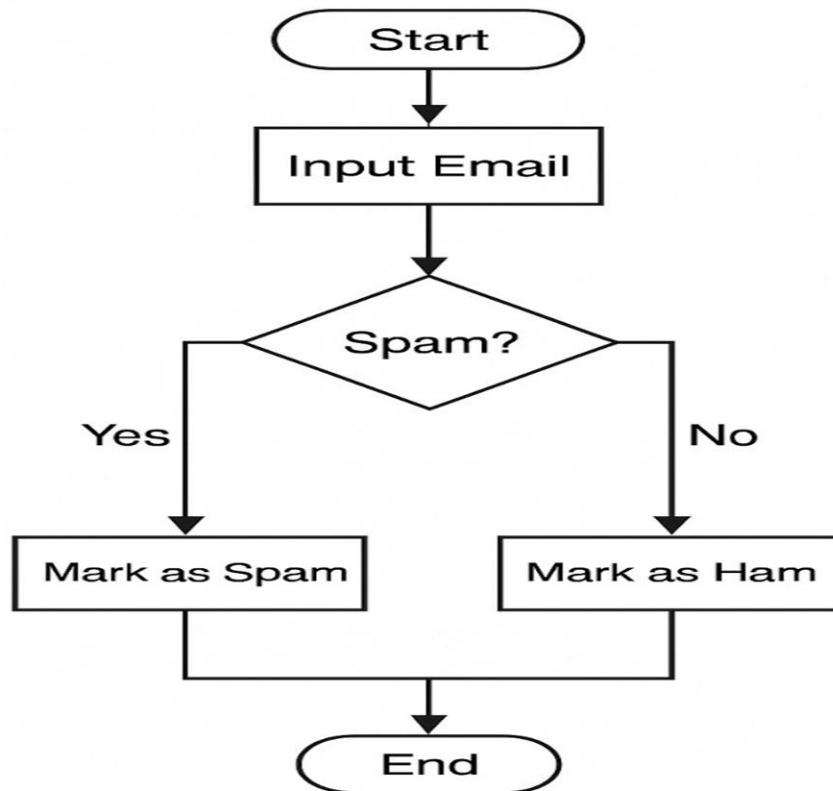 Start
Input Email
Spam?
Yes
No
Mark as Spam
Mark as Ham
End